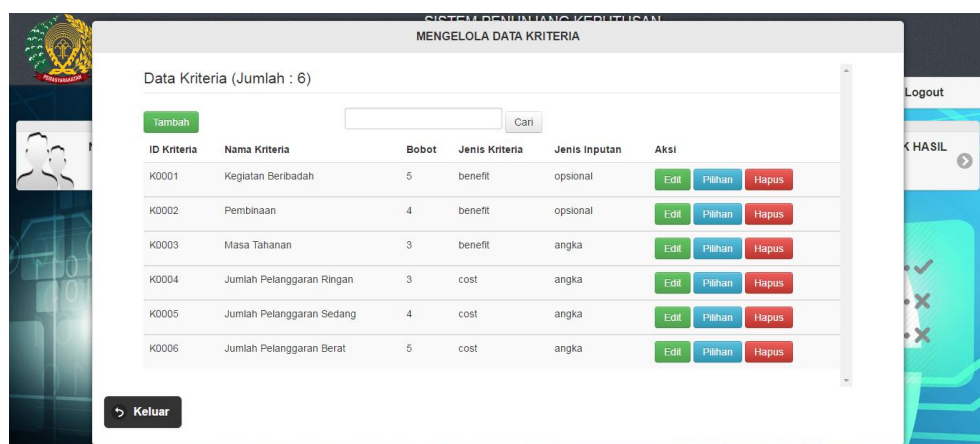 SISTEM PENUNJANG KEPUTUSAN
MENGELOLA DATA KRITERIA
PEMASYARAKATAN
Logout
Data Kriteria (Jumlah : 6)
Tambah Cari
K HASIL
ID Kriteria Nama Kriteria Bobot Jenis Kriteria Jenis Inputan Aksi
K0001 Kegiatan Beribadah 5 benefit opsional Edit Pilihan Hapus
K0002 Pembinaan 4 benefit opsional Edit Pilihan Hapus
K0003 Masa Tahanan 3 benefit angka Edit Pilihan Hapus
K0004 Jumlah Pelanggaran Ringan 3 cost angka Edit Pilihan Hapus
K0005 Jumlah Pelanggaran Sedang 4 cost angka Edit Pilihan Hapus
K0006 Jumlah Pelanggaran Berat 5 cost angka Edit Pilihan Hapus
Keluar